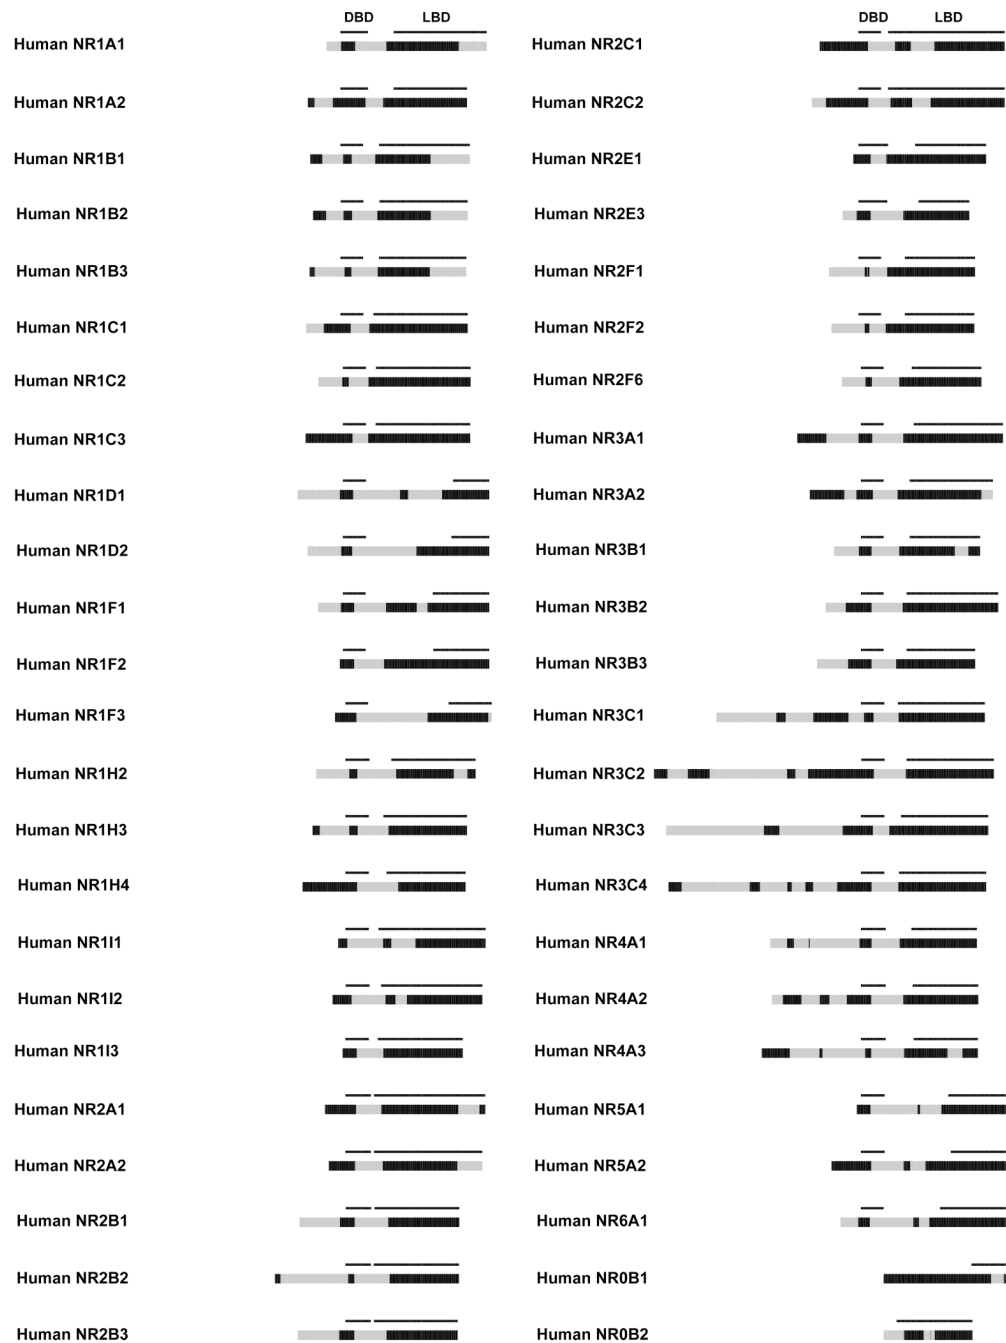 DBD LBD
Human NR1A1
Human NR1A2
Human NR1B1
Human NR1B2
Human NR1B3
Human NR1C1
Human NR1C2
Human NR1C3
Human NR1D1
Human NR1D2
Human NR1F1
Human NR1F2
Human NR1F3
Human NR1H2
Human NR1H3
Human NR1H4
Human NR1I1
Human NR1I2
Human NR1I3
Human NR2A1
Human NR2A2
Human NR2B1
Human NR2B2
Human NR2B3
DBD LBD
Human NR2C1
Human NR2C2
Human NR2E1
Human NR2E3
Human NR2F1
Human NR2F2
Human NR2F6
Human NR3A1
Human NR3A2
Human NR3B1
Human NR3B2
Human NR3B3
Human NR3C1
Human NR3C2
Human NR3C3
Human NR3C4
Human NR4A1
Human NR4A2
Human NR4A3
Human NR5A1
Human NR5A2
Human NR6A1
Human NR0B1
Human NR0B2